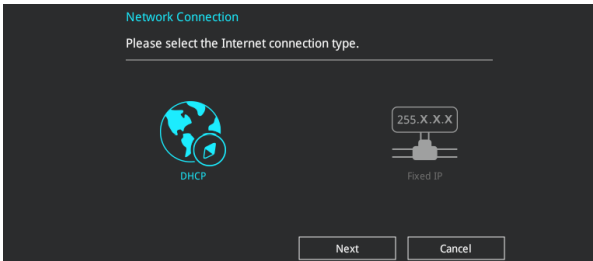 Network Connection
Please select the Internet connection type.
255.X.X.X
DHCP
Fixed IP
Next
Cancel